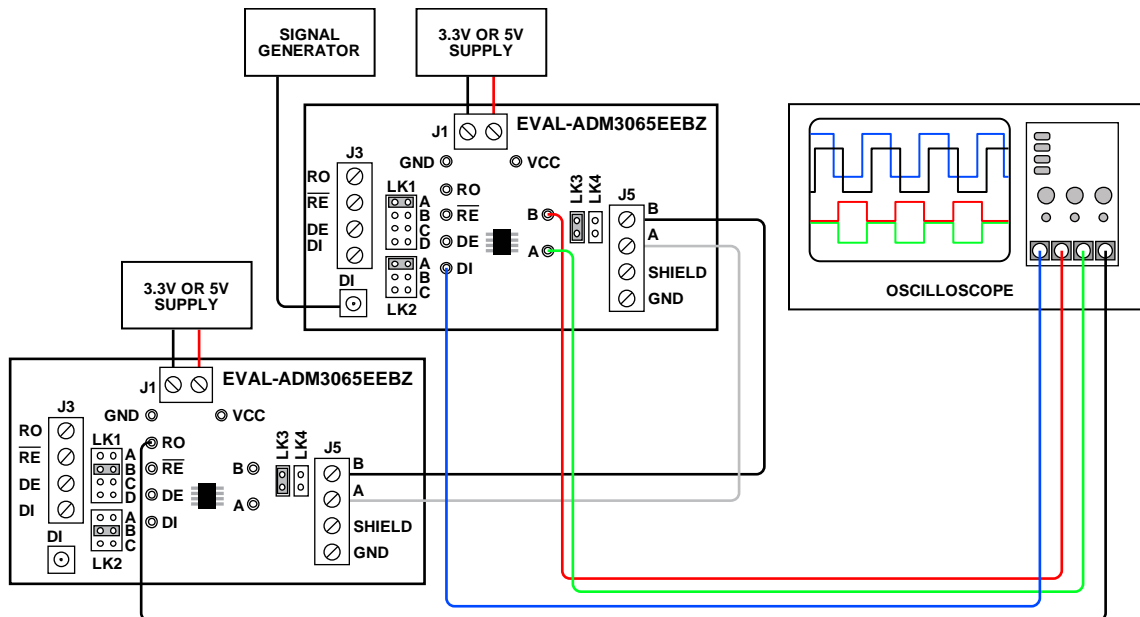 SIGNAL
GENERATOR
3.3V OR 5V
SUPPLY
J1
EVAL-ADM3065EEBZ
GND
VCC
J3
RO
RE
DE
DI
LK1
A
B
C
D
RO
RE
DE
DI
B
A
LK3
LK4
J5
B
A
SHIELD
GND
DI
A
B
C
LK2
OSCILLOSCOPE
3.3V OR 5V
SUPPLY
J1
EVAL-ADM3065EEBZ
GND
VCC
J3
RO
RE
DE
DI
LK1
A
B
C
D
RO
RE
DE
DI
B
A
LK3
LK4
J5
B
A
SHIELD
GND
DI
A
B
C
LK2